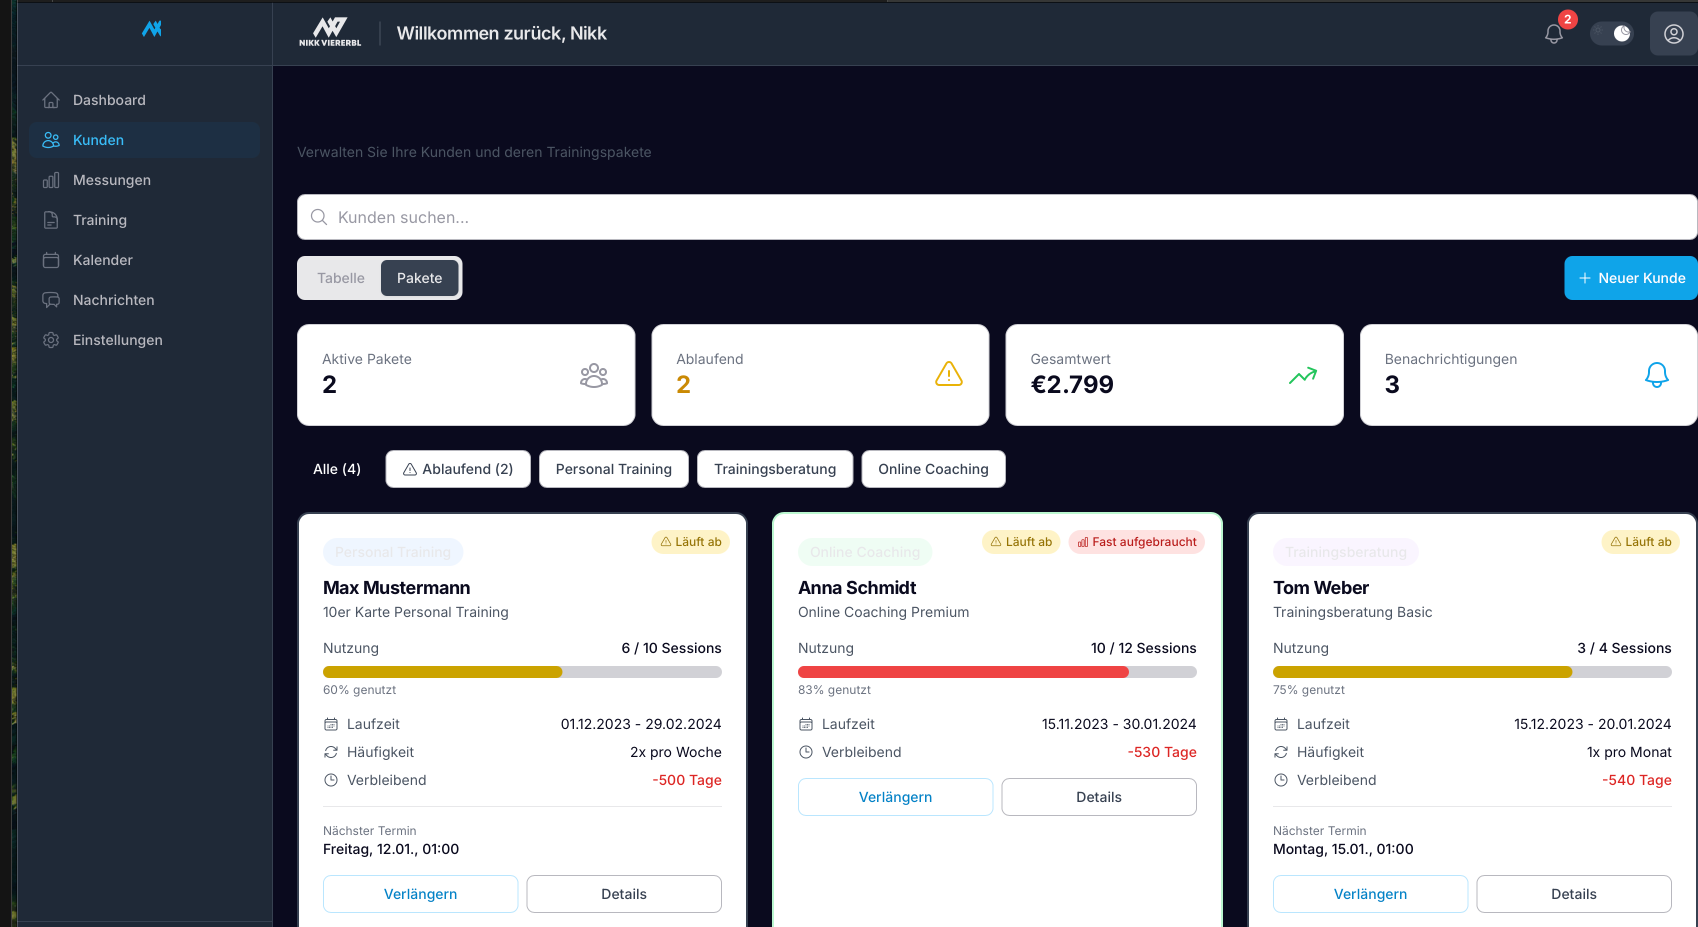 NIKK VIERERBL
Willkommen zurück, Nikk
2
Dashboard
Kunden
Messungen
Training
Kalender
Nachrichten
Einstellungen
Verwalten Sie Ihre Kunden und deren Trainingspakete
Kunden suchen...
Tabelle
Pakete
Neuer Kunde
Aktive Pakete
2
Ablaufend
2
Gesamtwert
€2.799
Benachrichtigungen
3
Alle (4)
Ablaufend (2)
Personal Training
Trainingsberatung
Online Coaching
Personal Training
Läuft ab
Max Mustermann
10er Karte Personal Training
Nutzung 6 / 10 Sessions
60% genutzt
Laufzeit 01.12.2023 - 29.02.2024
Häufigkeit 2x pro Woche
Verbleibend -500 Tage
Nächster Termin
Freitag, 12.01., 01:00
Verlängern Details
Online Coaching
Läuft ab
Fast aufgebraucht
Anna Schmidt
Online Coaching Premium
Nutzung 10 / 12 Sessions
83% genutzt
Laufzeit 15.11.2023 - 30.01.2024
Verbleibend -530 Tage
Verlängern Details
Trainingsberatung
Läuft ab
Tom Weber
Trainingsberatung Basic
Nutzung 3 / 4 Sessions
75% genutzt
Laufzeit 15.12.2023 - 20.01.2024
Häufigkeit 1x pro Monat
Verbleibend -540 Tage
Nächster Termin
Montag, 15.01., 01:00
Verlängern Details